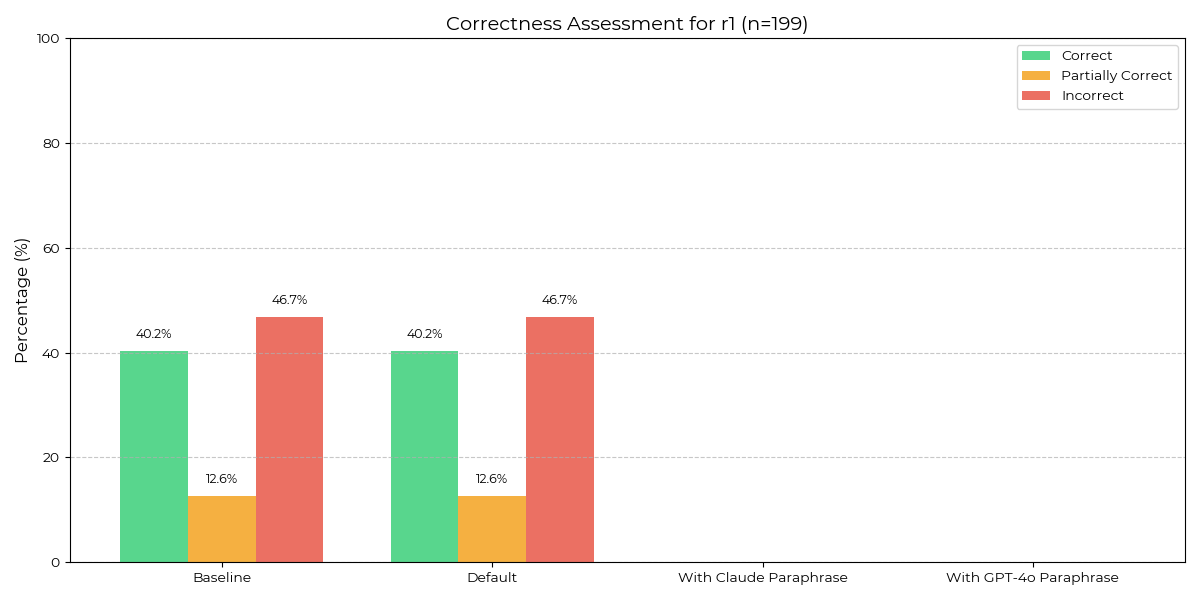 Correctness Assessment for r1 (n=199)
Correct
Partially Correct
Incorrect
Percentage (%)
100
80
60
40
20
0
40.2%
12.6%
46.7%
40.2%
12.6%
46.7%
Baseline
Default
With Claude Paraphrase
With GPT-4o Paraphrase